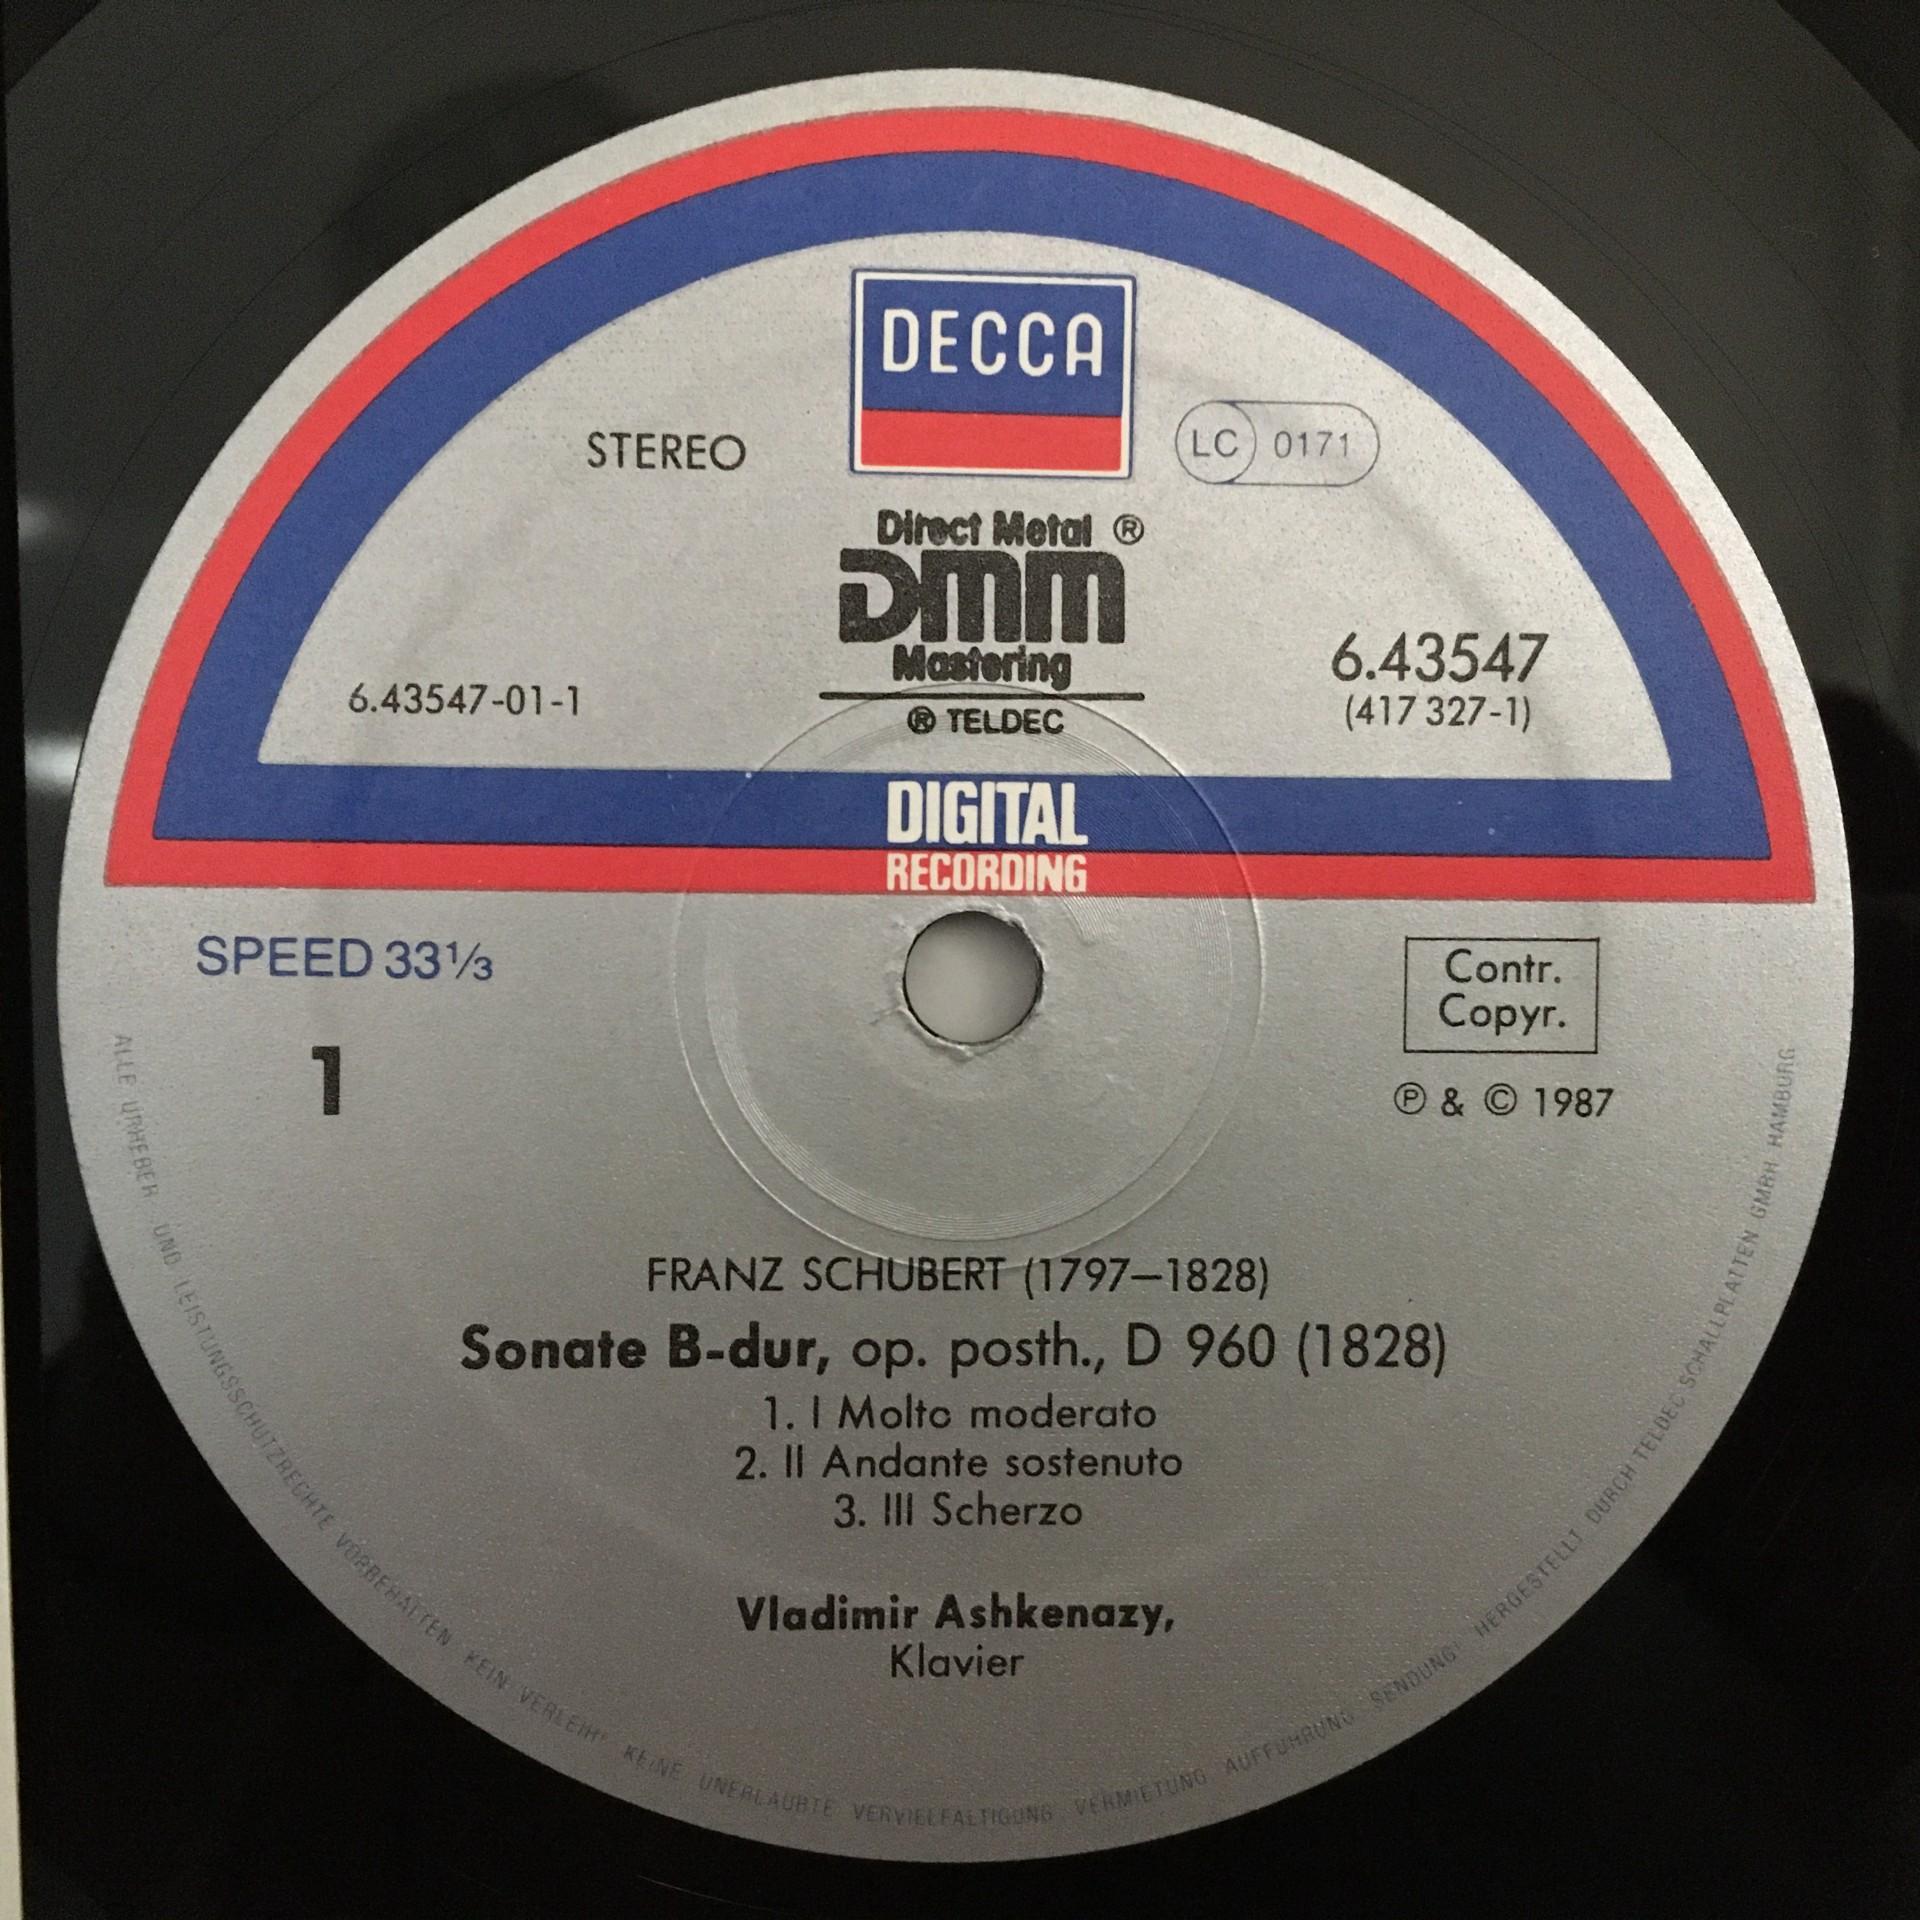 DECCA
STEREO
LC 0171
Direct Metal ®
DMM
Mastering
® TELDEC
6.43547-01-1
6.43547
(417 327-1)
DIGITAL
RECORDING
SPEED 33⅓
Contr.
Copyr.
1
℗ & © 1987
FRANZ SCHUBERT (1797–1828)
Sonate B-dur, op. posth., D 960 (1828)
1. I Molto moderato
2. II Andante sostenuto
3. III Scherzo
Vladimir Ashkenazy,
Klavier
ALLE URHEBER UND LEISTUNGSSCHUTZRECHTE VORBEHALTEN KEIN VERLEIH! KEINE UNERLAUBTE VERVIELFÄLTIGUNG VERMIETUNG AUFFÜHRUNG SENDUNG! HERGESTELLT DURCH TELDEC SCHALLPLATTEN GMBH HAMBURG